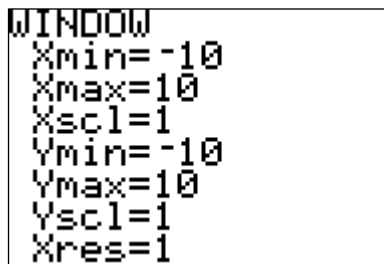 WINDOW
Xmin=-10
Xmax=10
Xscl=1
Ymin=-10
Ymax=10
Yscl=1
Xres=1